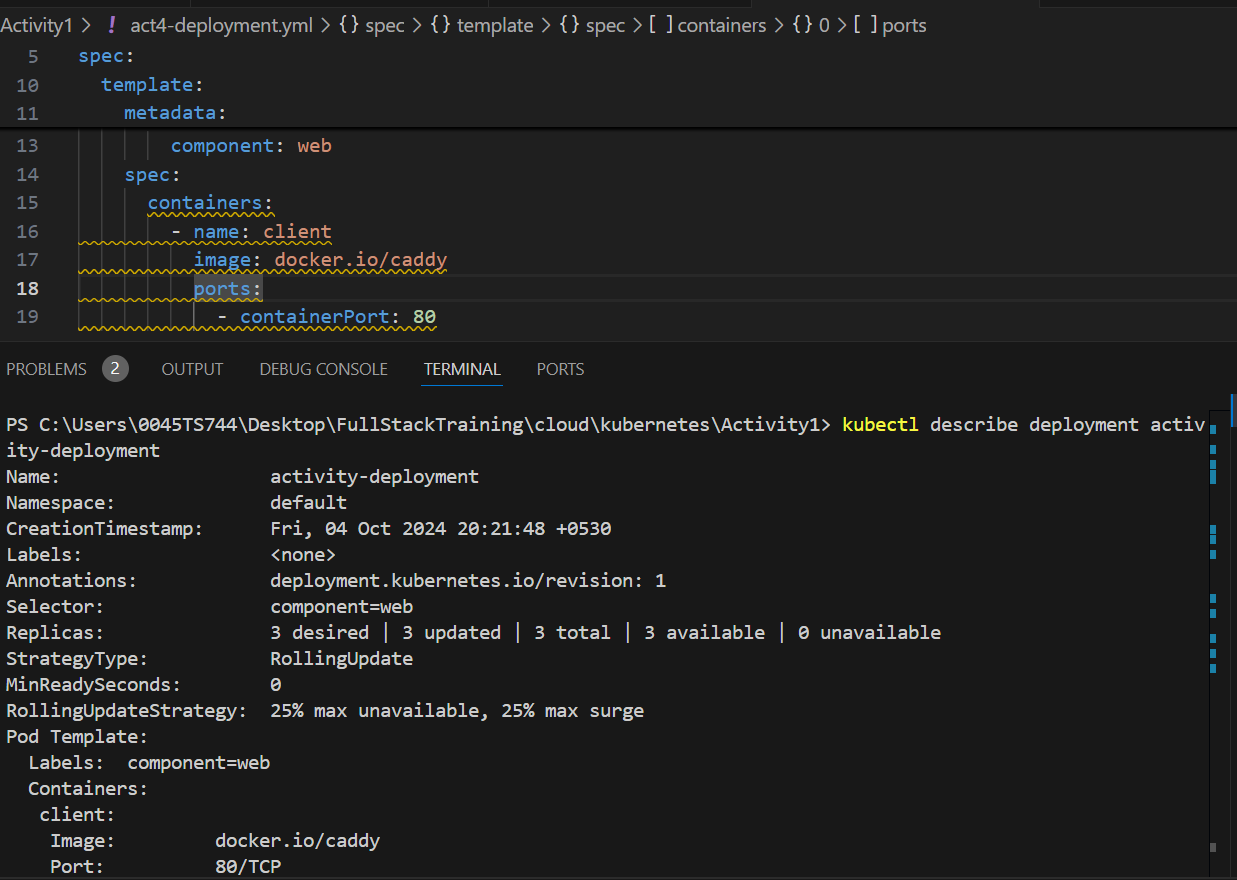 Activity1 > ! act4-deployment.yml > {} spec > {} template > {} spec > [ ] containers > {} 0 > [ ] ports
5 spec:
10 template:
11 metadata:
13 component: web
14 spec:
15 containers:
16 - name: client
17 image: docker.io/caddy
18 ports:
19 - containerPort: 80
PROBLEMS 2 OUTPUT DEBUG CONSOLE TERMINAL PORTS
PS C:\Users\0045TS744\Desktop\FullStackTraining\cloud\kubernetes\Activity1> kubectl describe deployment activ
ity-deployment
Name: activity-deployment
Namespace: default
CreationTimestamp: Fri, 04 Oct 2024 20:21:48 +0530
Labels: <none>
Annotations: deployment.kubernetes.io/revision: 1
Selector: component=web
Replicas: 3 desired | 3 updated | 3 total | 3 available | 0 unavailable
StrategyType: RollingUpdate
MinReadySeconds: 0
RollingUpdateStrategy: 25% max unavailable, 25% max surge
Pod Template:
Labels: component=web
Containers:
client:
Image: docker.io/caddy
Port: 80/TCP